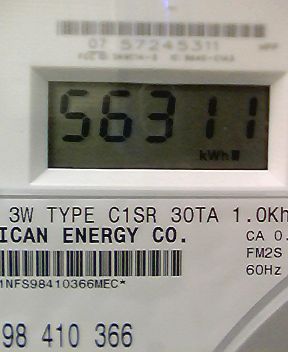 07 57245311
56311
kWh
3W TYPE C1SR 30TA 1.0Kh
ICAN ENERGY CO.
CA 0.
FM2S
60Hz
1NFS98410366MEC*
98 410 366